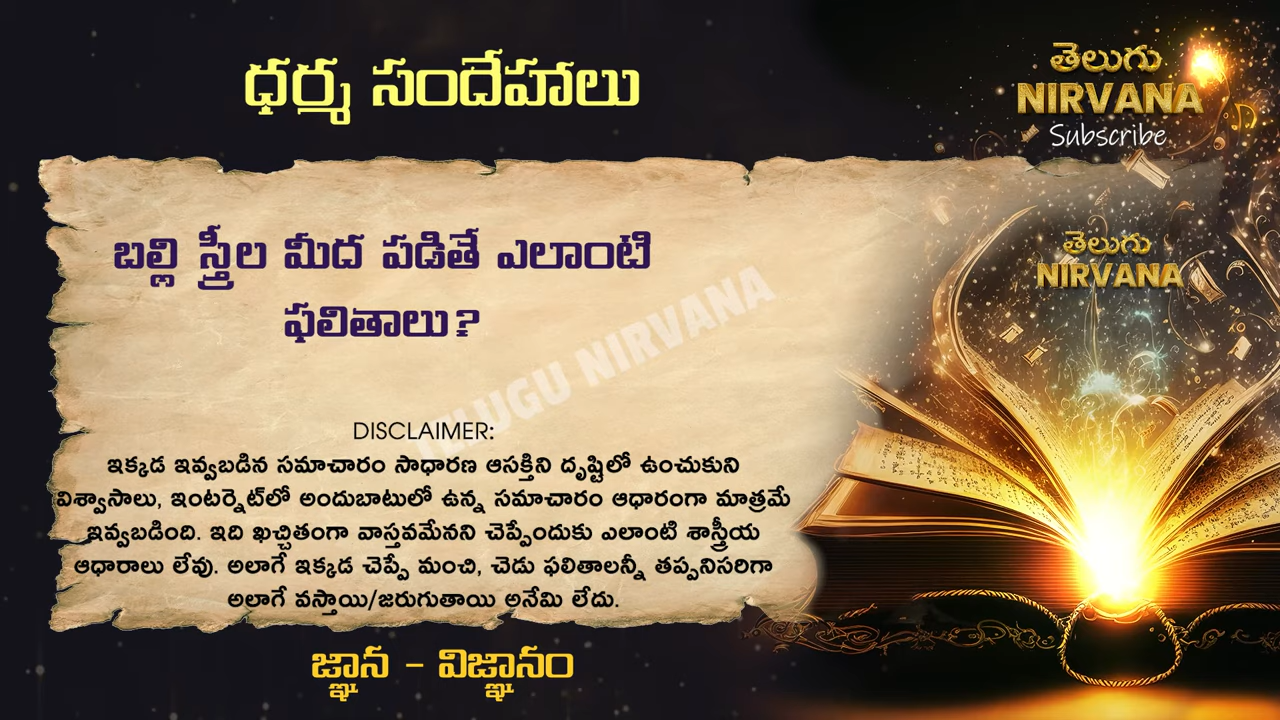 ధర్మ సందేహాలు
తెలుగు
NIRVANA
Subscribe
తెలుగు
NIRVANA
బల్లి స్త్రీల మీద పడితే ఎలాంటి
ఫలితాలు?
TELUGU NIRVANA
DISCLAIMER:
ఇక్కడ ఇవ్వబడిన సమాచారం సాధారణ ఆసక్తిని దృష్టిలో ఉంచుకుని
విశ్వాసాలు, ఇంటర్నెట్‌లో అందుబాటులో ఉన్న సమాచారం ఆధారంగా మాత్రమే
ఇవ్వబడింది. ఇది ఖచ్చితంగా వాస్తవమేనని చెప్పేందుకు ఎలాంటి శాస్త్రీయ
ఆధారాలు లేవు. అలాగే ఇక్కడ చెప్పే మంచి, చెడు ఫలితాలన్నీ తప్పనిసరిగా
అలాగే వస్తాయి/జరుగుతాయి అనేమి లేదు.
జ్ఞాన - విజ్ఞానం